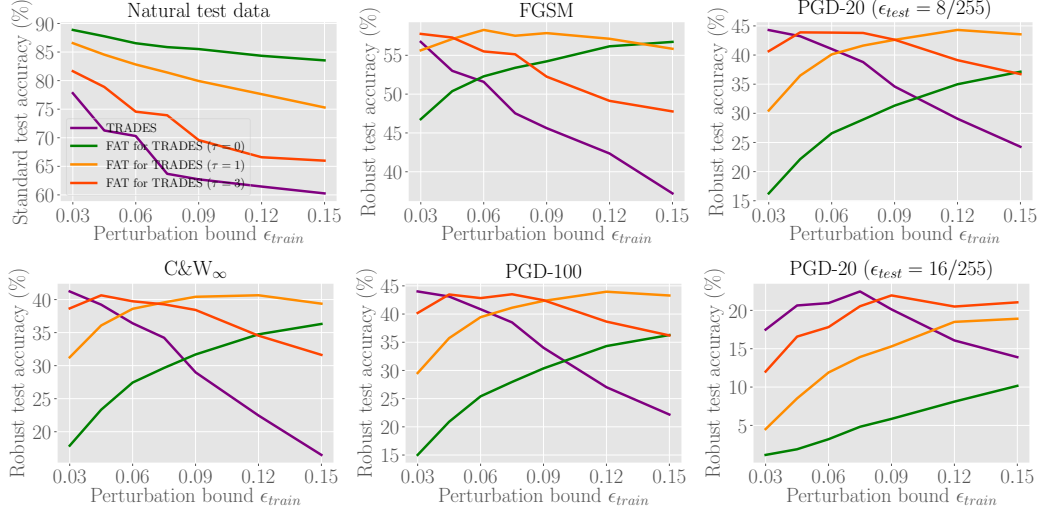 Natural test data
Standard test accuracy (%)
90
85
80
75
70
65
60
TRADES
FAT for TRADES (τ = 0)
FAT for TRADES (τ = 1)
FAT for TRADES (τ = 3)
0.03 0.06 0.09 0.12 0.15
Perturbation bound ϵtrain
FGSM
Robust test accuracy (%)
55
50
45
40
0.03 0.06 0.09 0.12 0.15
Perturbation bound ϵtrain
PGD-20 (ϵtest = 8/255)
Robust test accuracy (%)
45
40
35
30
25
20
15
0.03 0.06 0.09 0.12 0.15
Perturbation bound ϵtrain
C&W∞
Robust test accuracy (%)
40
35
30
25
20
0.03 0.06 0.09 0.12 0.15
Perturbation bound ϵtrain
PGD-100
Robust test accuracy (%)
45
40
35
30
25
20
15
0.03 0.06 0.09 0.12 0.15
Perturbation bound ϵtrain
PGD-20 (ϵtest = 16/255)
Robust test accuracy (%)
20
15
10
5
0.03 0.06 0.09 0.12 0.15
Perturbation bound ϵtrain